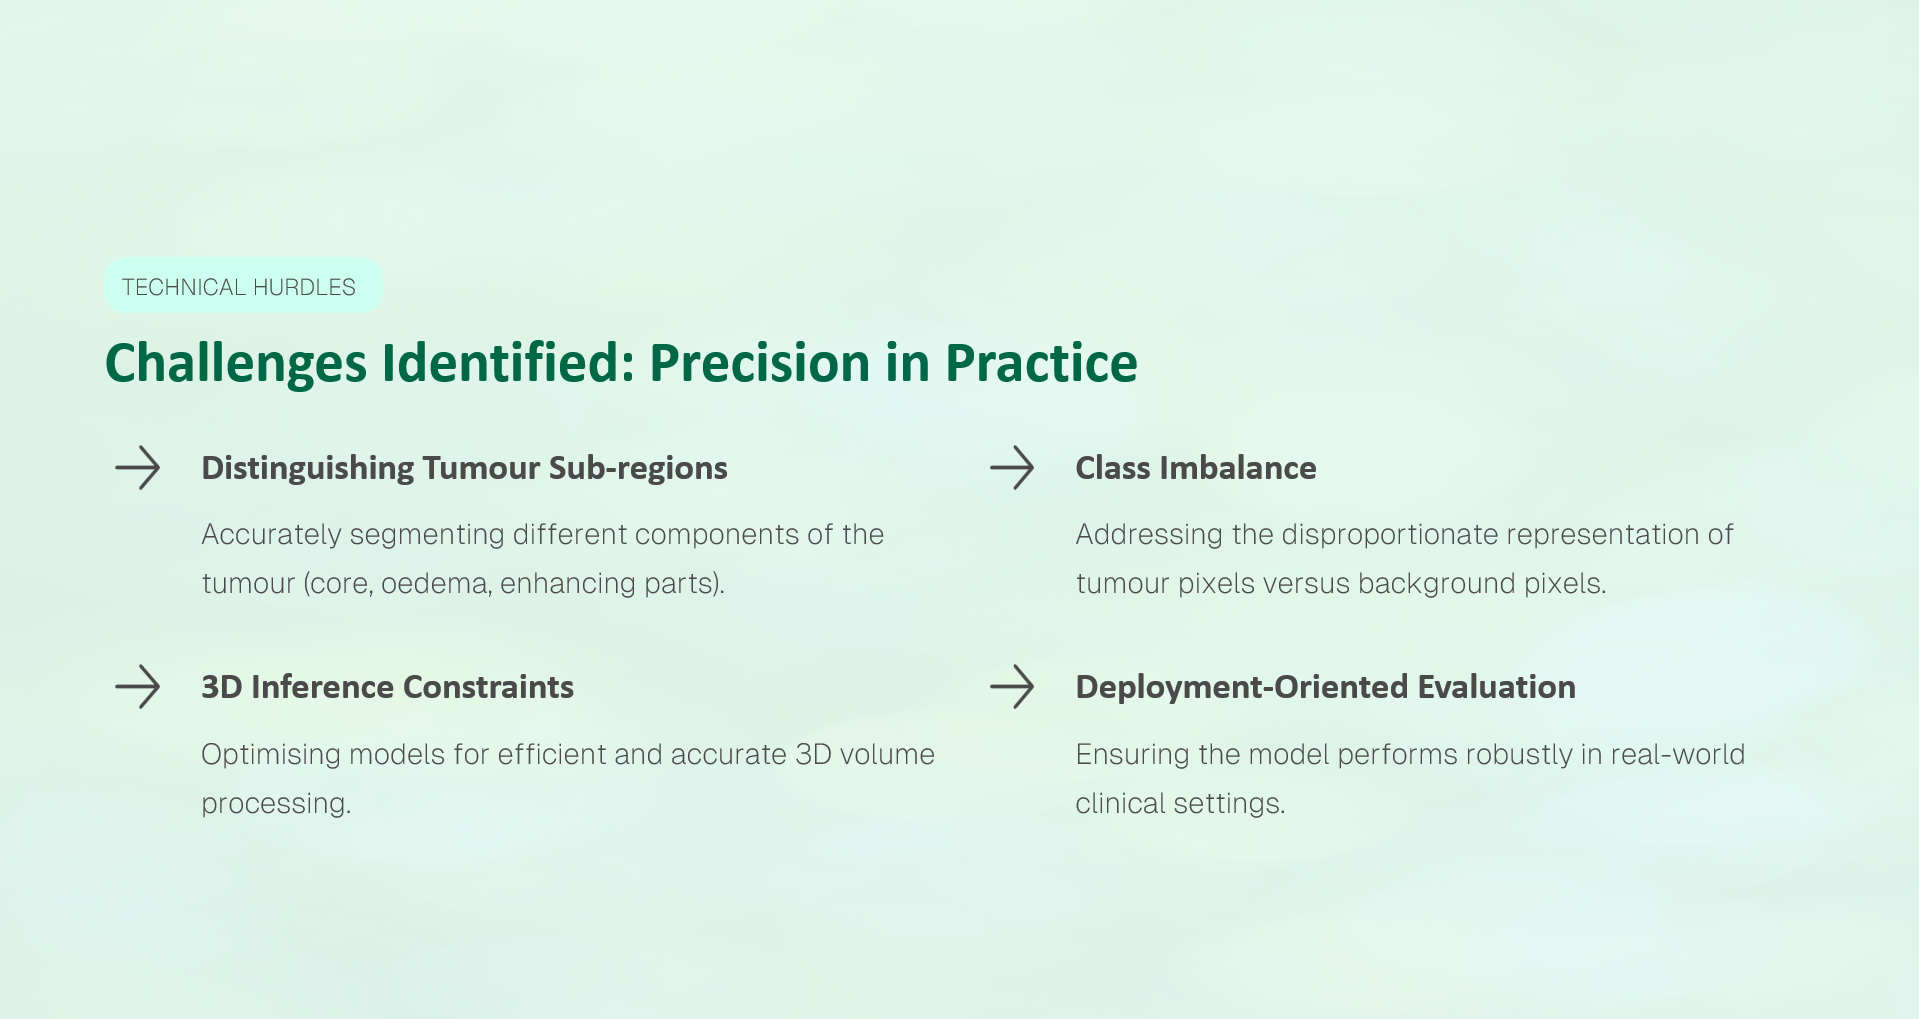 TECHNICAL HURDLES
Challenges Identified: Precision in Practice
Distinguishing Tumour Sub-regions
Accurately segmenting different components of the
tumour (core, oedema, enhancing parts).
Class Imbalance
Addressing the disproportionate representation of
tumour pixels versus background pixels.
3D Inference Constraints
Optimising models for efficient and accurate 3D volume
processing.
Deployment-Oriented Evaluation
Ensuring the model performs robustly in real-world
clinical settings.